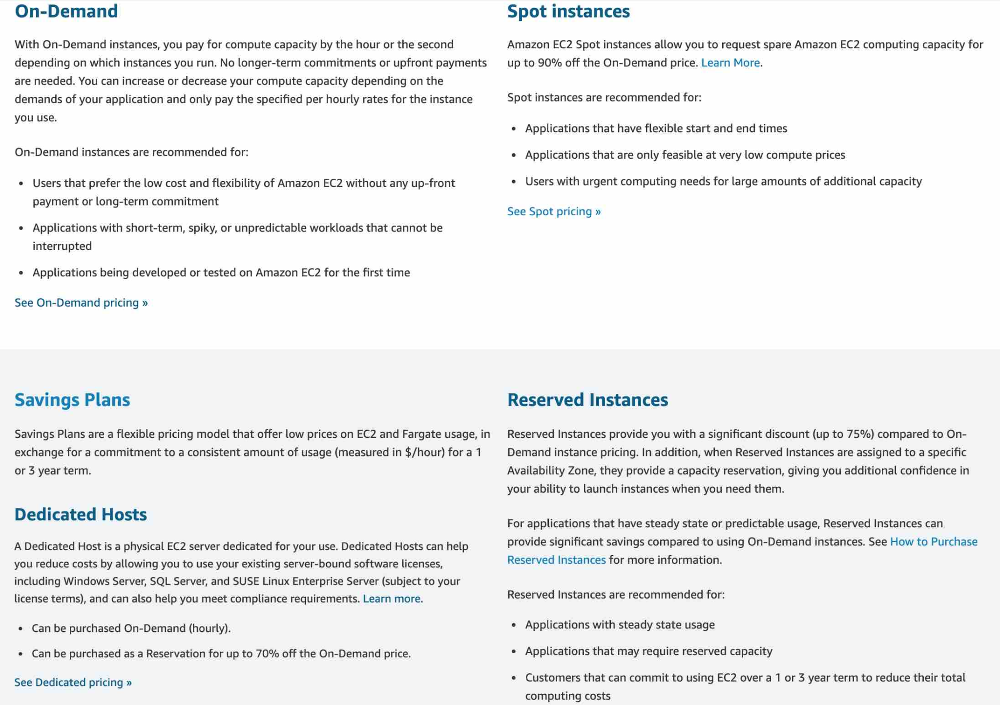 On-Demand
With On-Demand instances, you pay for compute capacity by the hour or the second
depending on which instances you run. No longer-term commitments or upfront payments
are needed. You can increase or decrease your compute capacity depending on the
demands of your application and only pay the specified per hourly rates for the instance
you use.
On-Demand instances are recommended for:
• Users that prefer the low cost and flexibility of Amazon EC2 without any up-front
payment or long-term commitment
• Applications with short-term, spiky, or unpredictable workloads that cannot be
interrupted
• Applications being developed or tested on Amazon EC2 for the first time
See On-Demand pricing »
Spot instances
Amazon EC2 Spot instances allow you to request spare Amazon EC2 computing capacity for
up to 90% off the On-Demand price. Learn More.
Spot instances are recommended for:
• Applications that have flexible start and end times
• Applications that are only feasible at very low compute prices
• Users with urgent computing needs for large amounts of additional capacity
See Spot pricing »
Savings Plans
Savings Plans are a flexible pricing model that offer low prices on EC2 and Fargate usage, in
exchange for a commitment to a consistent amount of usage (measured in $/hour) for a 1
or 3 year term.
Dedicated Hosts
A Dedicated Host is a physical EC2 server dedicated for your use. Dedicated Hosts can help
you reduce costs by allowing you to use your existing server-bound software licenses,
including Windows Server, SQL Server, and SUSE Linux Enterprise Server (subject to your
license terms), and can also help you meet compliance requirements. Learn more.
• Can be purchased On-Demand (hourly).
• Can be purchased as a Reservation for up to 70% off the On-Demand price.
See Dedicated pricing »
Reserved Instances
Reserved Instances provide you with a significant discount (up to 75%) compared to On-
Demand instance pricing. In addition, when Reserved Instances are assigned to a specific
Availability Zone, they provide a capacity reservation, giving you additional confidence in
your ability to launch instances when you need them.
For applications that have steady state or predictable usage, Reserved Instances can
provide significant savings compared to using On-Demand instances. See How to Purchase
Reserved Instances for more information.
Reserved Instances are recommended for:
• Applications with steady state usage
• Applications that may require reserved capacity
• Customers that can commit to using EC2 over a 1 or 3 year term to reduce their total
computing costs